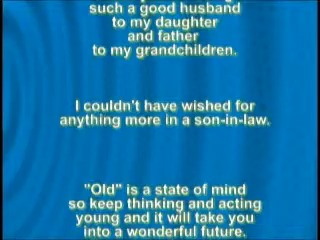 such a good husband
to my daughter
and father
to my grandchildren.
I couldn't have wished for
anything more in a son-in-law.
"Old" is a state of mind
so keep thinking and acting
young and it will take you
into a wonderful future.